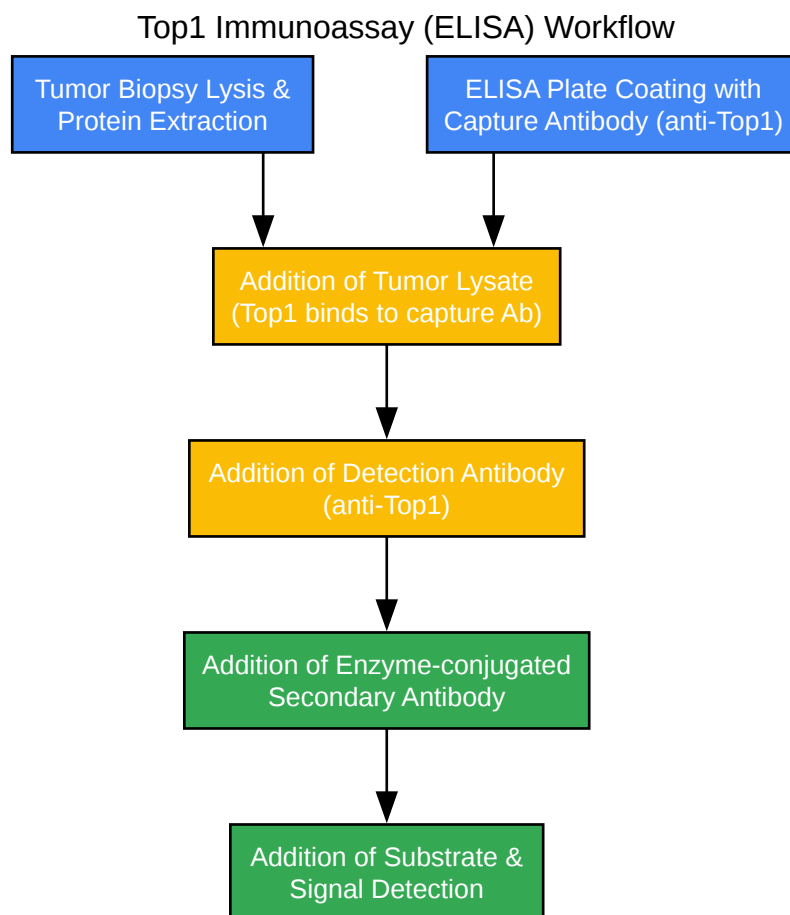 Top1 Immunoassay (ELISA) Workflow
Tumor Biopsy Lysis &
Protein Extraction
ELISA Plate Coating with
Capture Antibody (anti-Top1)
Addition of Tumor Lysate
(Top1 binds to capture Ab)
Addition of Detection Antibody
(anti-Top1)
Addition of Enzyme-conjugated
Secondary Antibody
Addition of Substrate &
Signal Detection